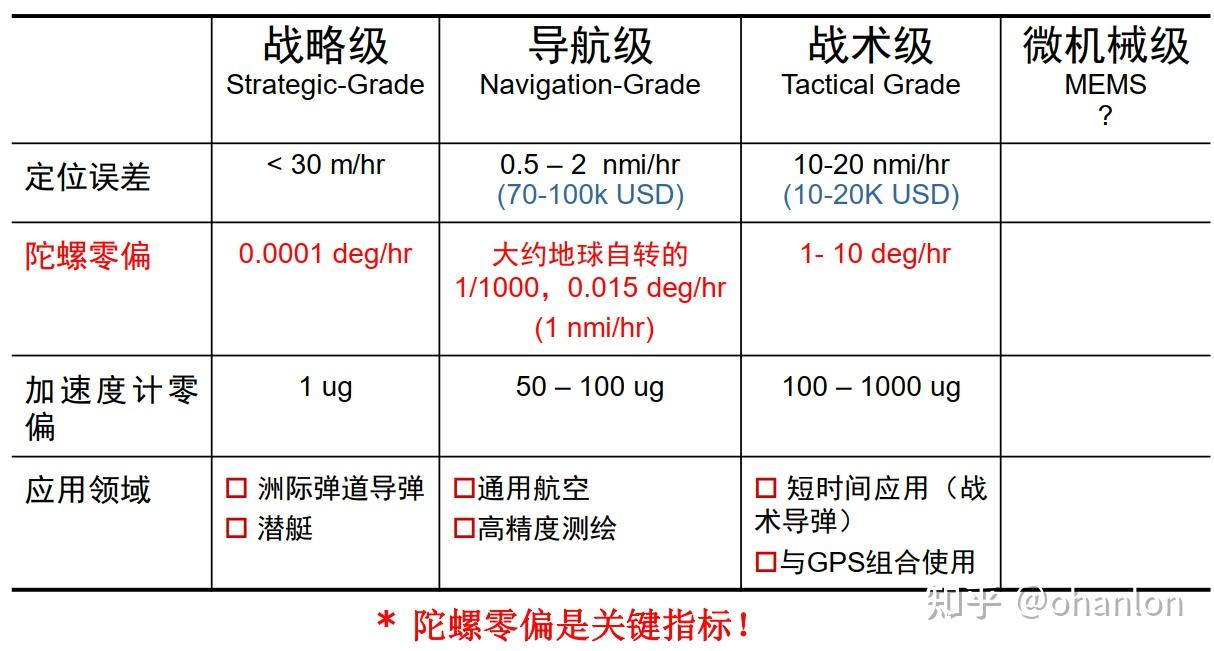 战略级
Strategic-Grade
导航级
Navigation-Grade
战术级
Tactical Grade
微机械级
MEMS
?
定位误差
< 30 m/hr
0.5 – 2 nmi/hr
(70-100k USD)
10-20 nmi/hr
(10-20K USD)
陀螺零偏
0.0001 deg/hr
大约地球自转的
1/1000，0.015 deg/hr
(1 nmi/hr)
1- 10 deg/hr
加速度计零
偏
1 ug
50 – 100 ug
100 – 1000 ug
应用领域
洲际弹道导弹
潜艇
通用航空
高精度测绘
短时间应用（战
术导弹）
与GPS组合使用
* 陀螺零偏是关键指标！
知乎 @ohanlon